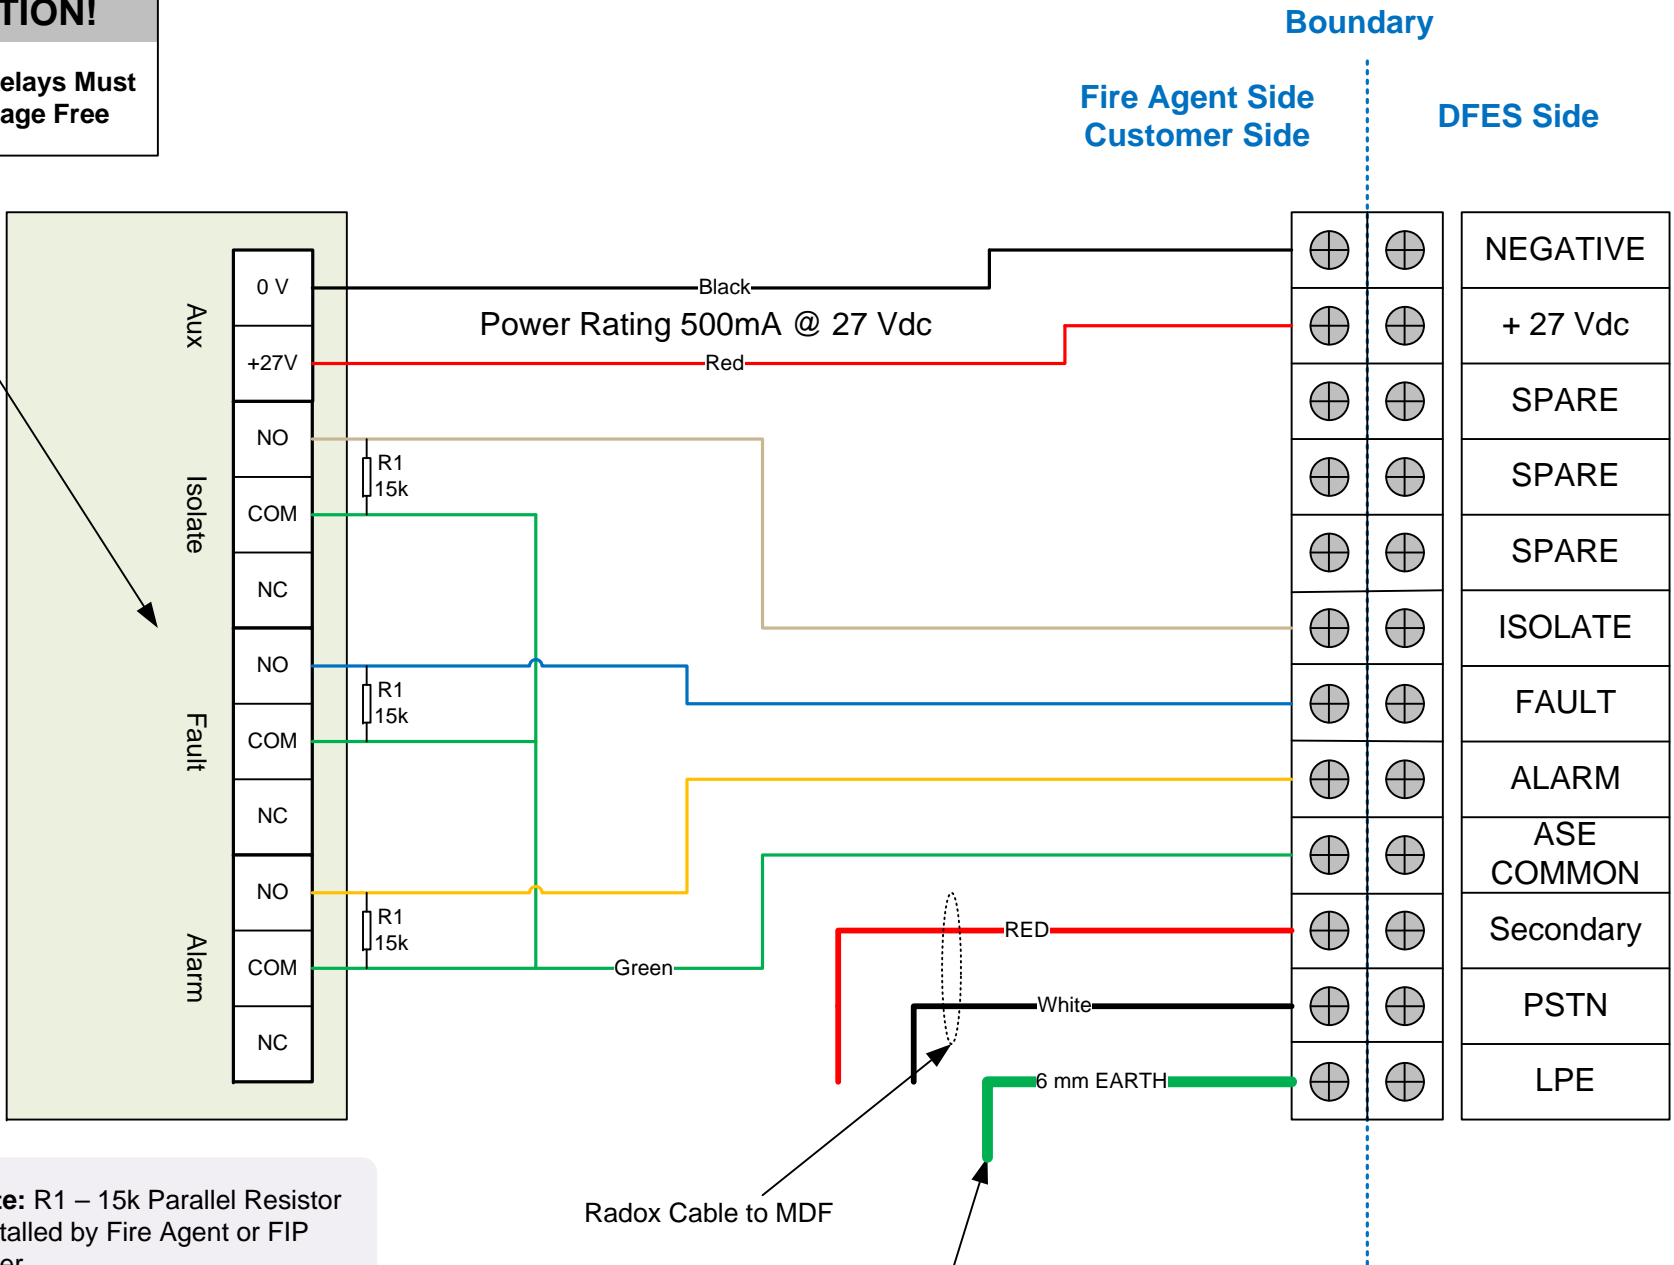 TION!
elays Must
age Free
Boundary
Fire Agent Side
Customer Side
DFES Side
Aux
0 V
+27V
Isolate
NO
COM
NC
Fault
NO
COM
NC
Alarm
NO
COM
NC
Black
Power Rating 500mA @ 27 Vdc
Red
R1
15k
R1
15k
R1
15k
Green
RED
White
6 mm EARTH
NEGATIVE
+ 27 Vdc
SPARE
SPARE
SPARE
ISOLATE
FAULT
ALARM
ASE
COMMON
Secondary
PSTN
LPE
Radox Cable to MDF
te: R1 – 15k Parallel Resistor
talled by Fire Agent or FIP
er